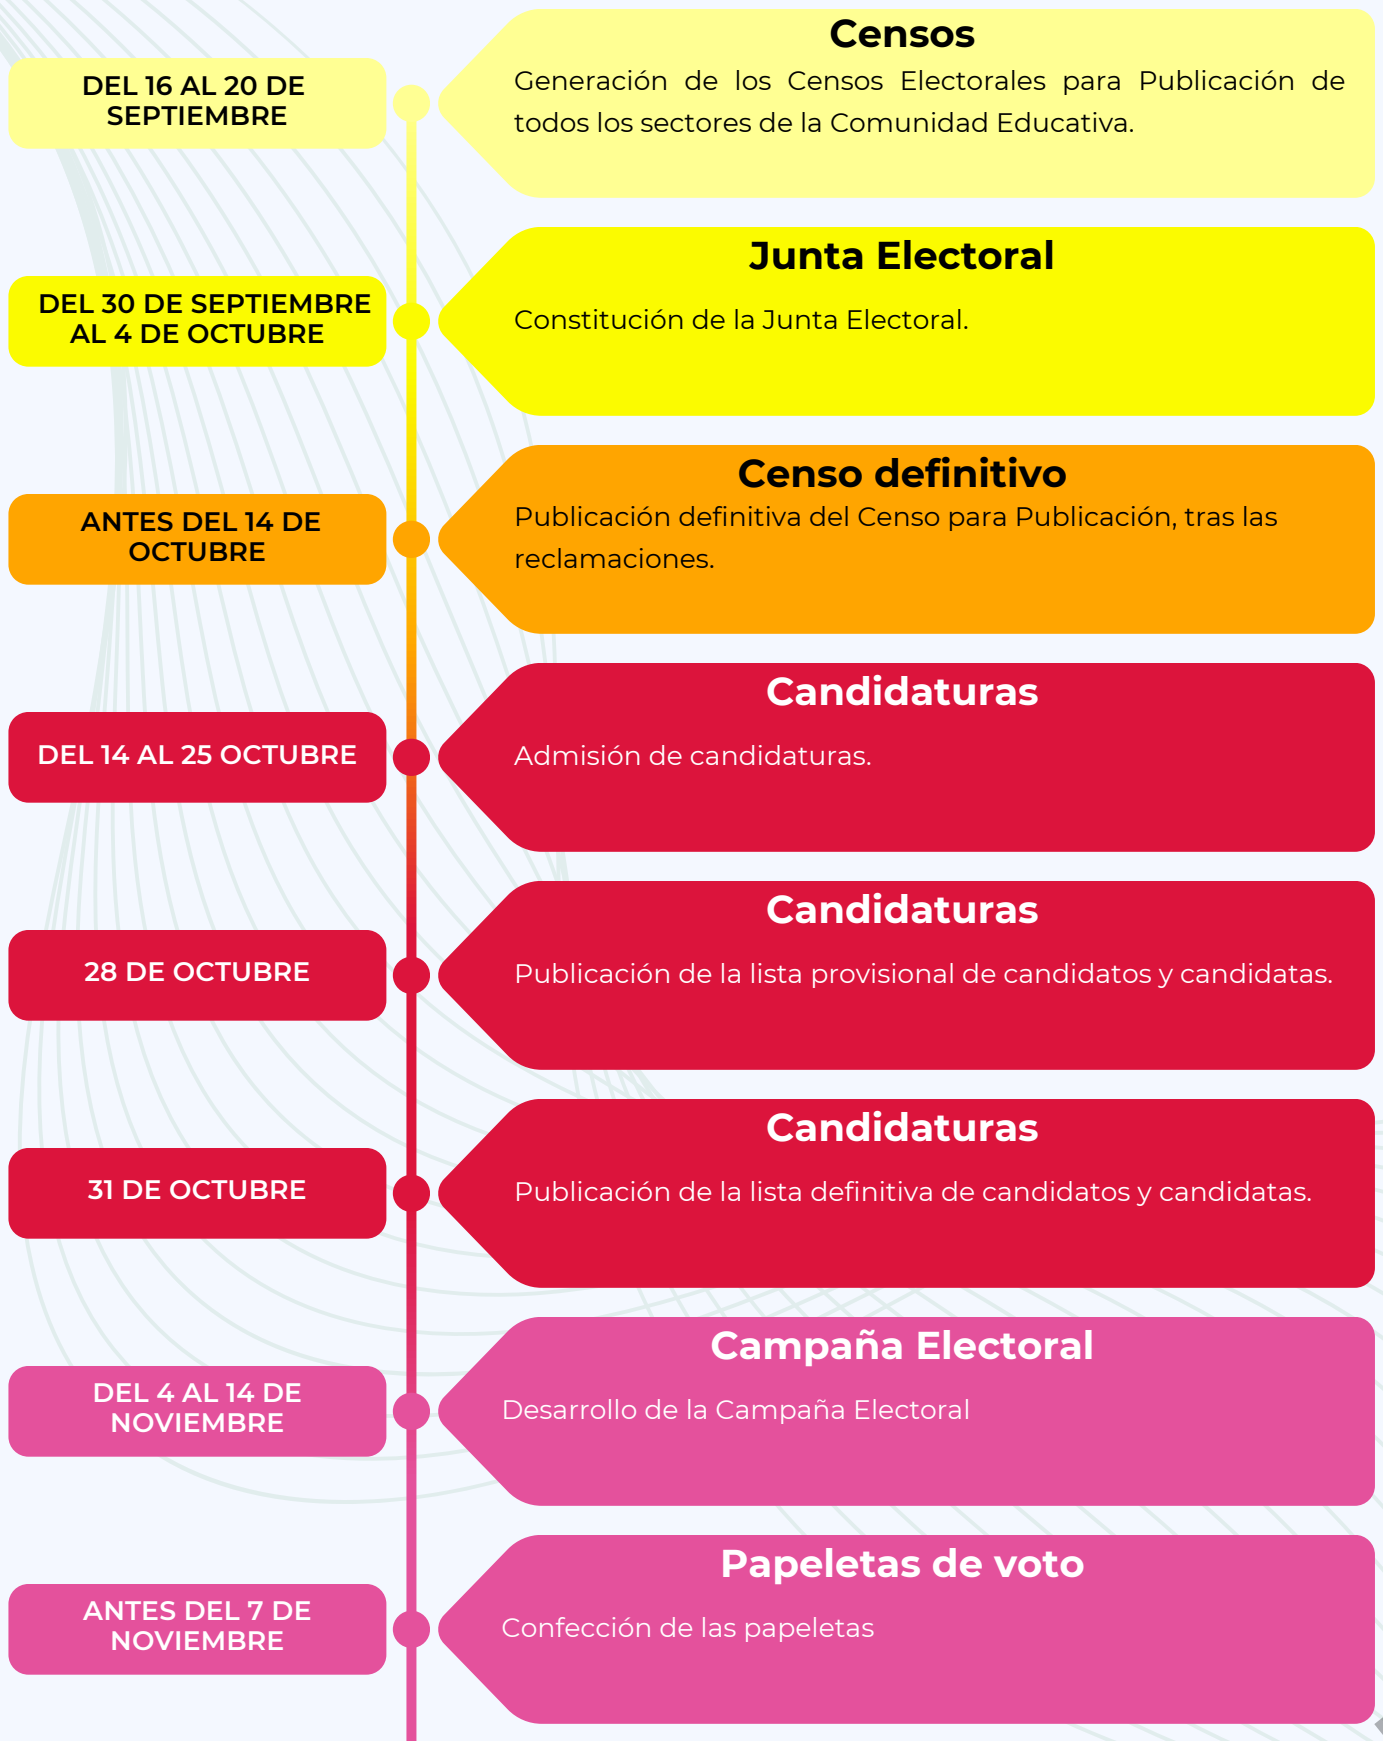 DEL 16 AL 20 DE
SEPTIEMBRE
Censos
Generación de los Censos Electorales para Publicación de
todos los sectores de la Comunidad Educativa.
DEL 30 DE SEPTIEMBRE
AL 4 DE OCTUBRE
Junta Electoral
Constitución de la Junta Electoral.
ANTES DEL 14 DE
OCTUBRE
Censo definitivo
Publicación definitiva del Censo para Publicación, tras las
reclamaciones.
DEL 14 AL 25 OCTUBRE
Candidaturas
Admisión de candidaturas.
28 DE OCTUBRE
Candidaturas
Publicación de la lista provisional de candidatos y candidatas.
31 DE OCTUBRE
Candidaturas
Publicación de la lista definitiva de candidatos y candidatas.
DEL 4 AL 14 DE
NOVIEMBRE
Campaña Electoral
Desarrollo de la Campaña Electoral
ANTES DEL 7 DE
NOVIEMBRE
Papeletas de voto
Confección de las papeletas